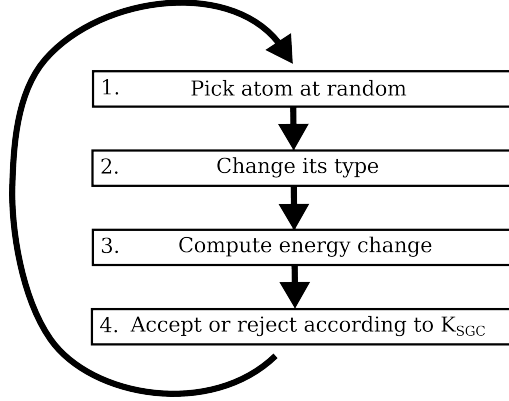 1. Pick atom at random
2. Change its type
3. Compute energy change
4. Accept or reject according to K_SGC